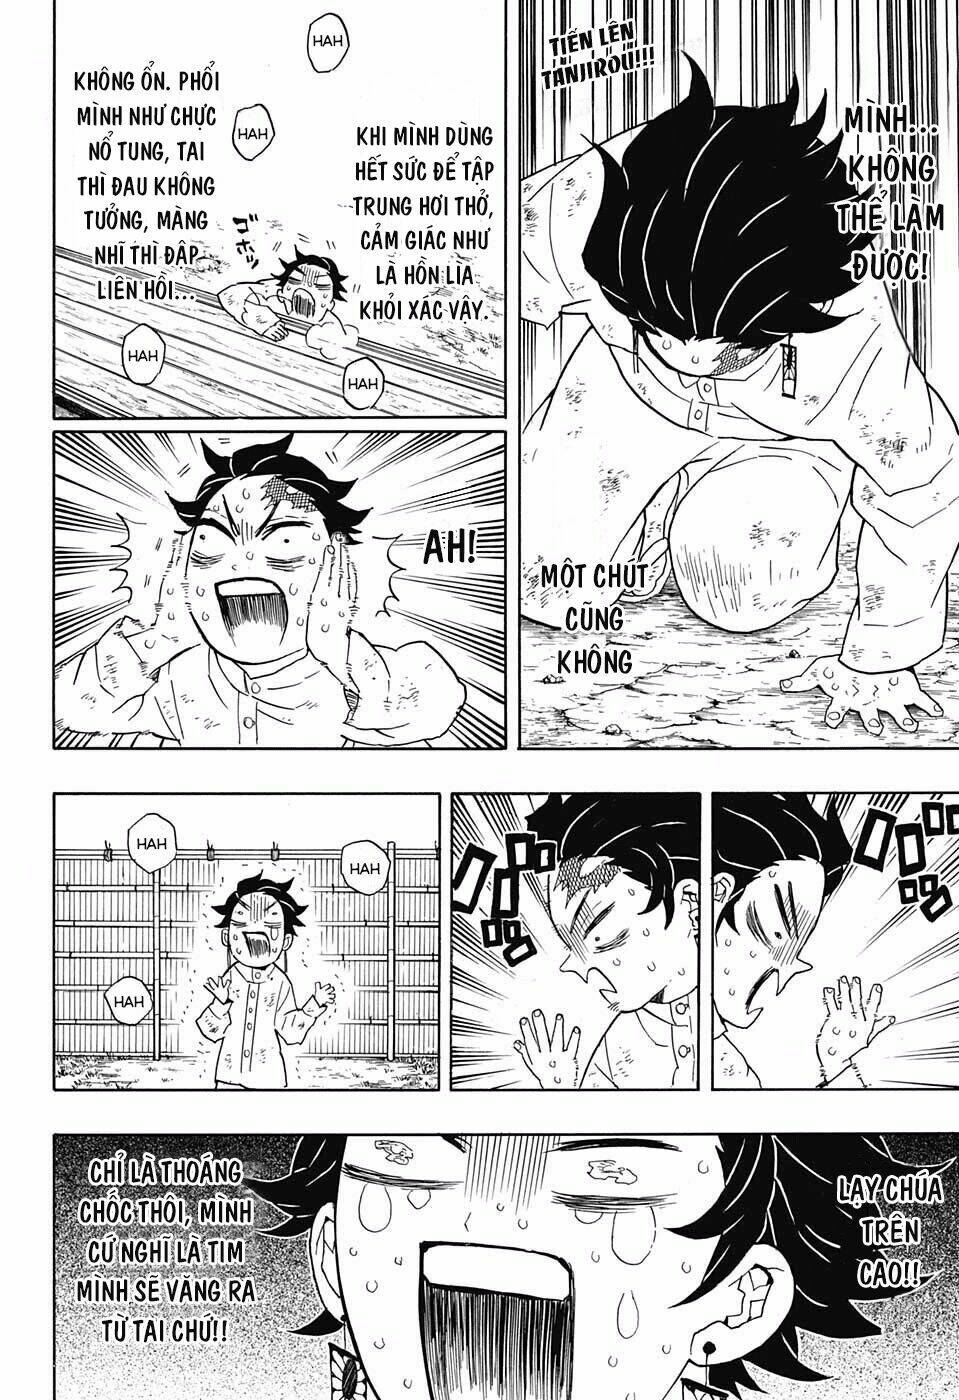 TIẾN LÊN
TANJIROU!!!
MÌNH...
KHÔNG
THỂ LÀM
ĐƯỢC!
MỘT CHÚT
CŨNG
KHÔNG
HAH
KHI MÌNH DÙNG
HẾT SỨC ĐỂ TẬP
TRUNG HƠI THỞ,
CẢM GIÁC NHƯ
LÀ HỒN LIA
KHỎI XÁC VẬY.
HAH
KHÔNG ỔN. PHỔI
MÌNH NHƯ CHỰC
NỔ TUNG, TAI
THÌ ĐAU KHÔNG
TƯỞNG, MÀNG
NHĨ THÌ ĐẬP
LIÊN HỒI...
ゴホッ
HAH
HAH
AH!
HAH
HAH
HAH
LẠY CHÚA
TRÊN
CAO!!
CHỈ LÀ THOÁNG
CHỐC THÔI, MÌNH
CỨ NGHĨ LÀ TIM
MÌNH SẼ VĂNG RA
TỪ TAI CHỨ!!